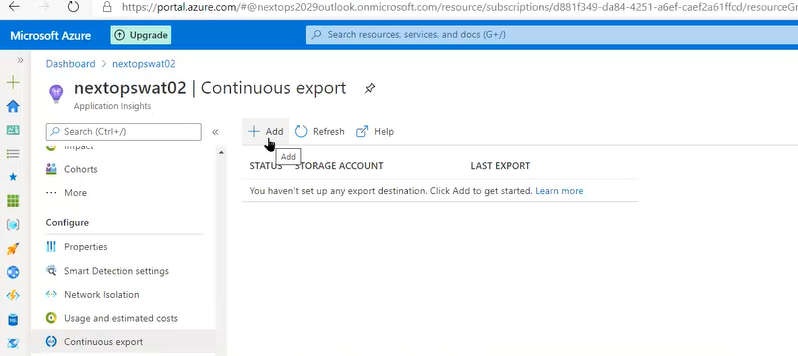 https://portal.azure.com/#@nextops2029outlook.onmicrosoft.com/resource/subscriptions/d881f349-da84-4251-a6ef-caef2a61ffcd/resourceGr
Microsoft Azure
Upgrade
Search resources, services, and docs (G+/)
Dashboard > nextopswat02
nextopswat02 | Continuous export
Application Insights
Search (Ctrl+/)
«
Add
Refresh
Help
Add
Impact
Cohorts
More
Configure
Properties
Smart Detection settings
Network Isolation
Usage and estimated costs
Continuous export
STATUS STORAGE ACCOUNT LAST EXPORT
You haven't set up any export destination. Click Add to get started. Learn more